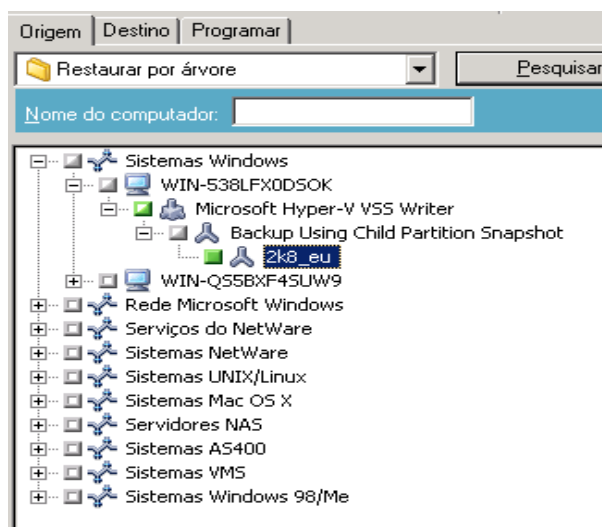 Origem Destino Programar
Restaurar por árvore Pesquisar
Nome do computador:
Sistemas Windows
WIN-538LFX0DSOK
Microsoft Hyper-V VSS Writer
Backup Using Child Partition Snapshot
2k8_eu
WIN-QS5BXF4SUW9
Rede Microsoft Windows
Serviços do NetWare
Sistemas NetWare
Sistemas UNIX/Linux
Sistemas Mac OS X
Servidores NAS
Sistemas AS400
Sistemas VMS
Sistemas Windows 98/Me